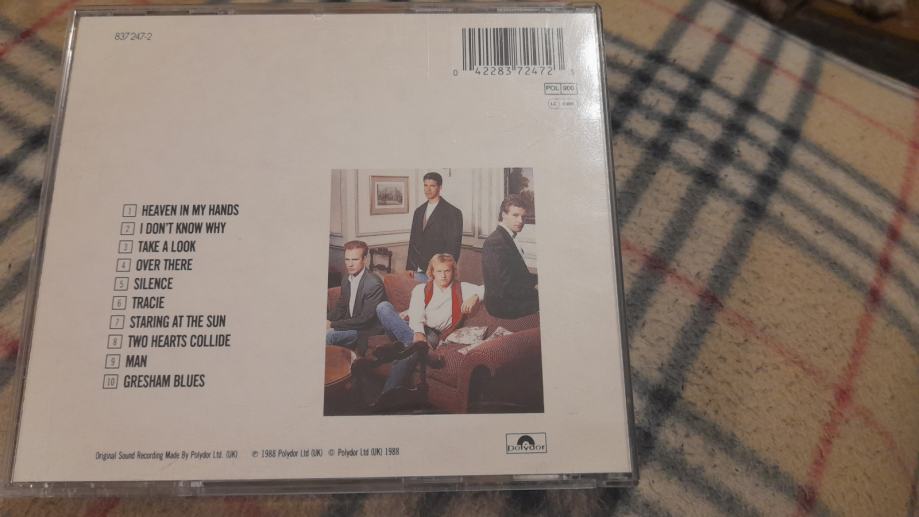 837 247-2
0 42283 72472 1
POL 900
LC
1 HEAVEN IN MY HANDS
2 I DON'T KNOW WHY
3 TAKE A LOOK
4 OVER THERE
5 SILENCE
6 TRACIE
7 STARING AT THE SUN
8 TWO HEARTS COLLIDE
9 MAN
10 GRESHAM BLUES
Original Sound Recording Made By Polydor Ltd. (UK) ℗ 1988 Polydor Ltd (UK) © Polydor Ltd. (UK) 1988
polydor